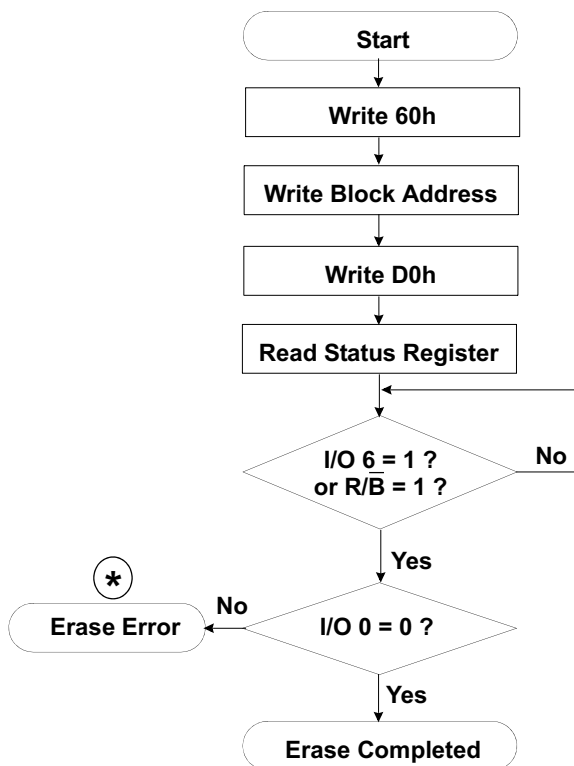 Start
Write 60h
Write Block Address
Write D0h
Read Status Register
I/O 6 = 1 ?
or R/B̅ = 1 ?
No
Yes
*
No
Erase Error
I/O 0 = 0 ?
Yes
Erase Completed